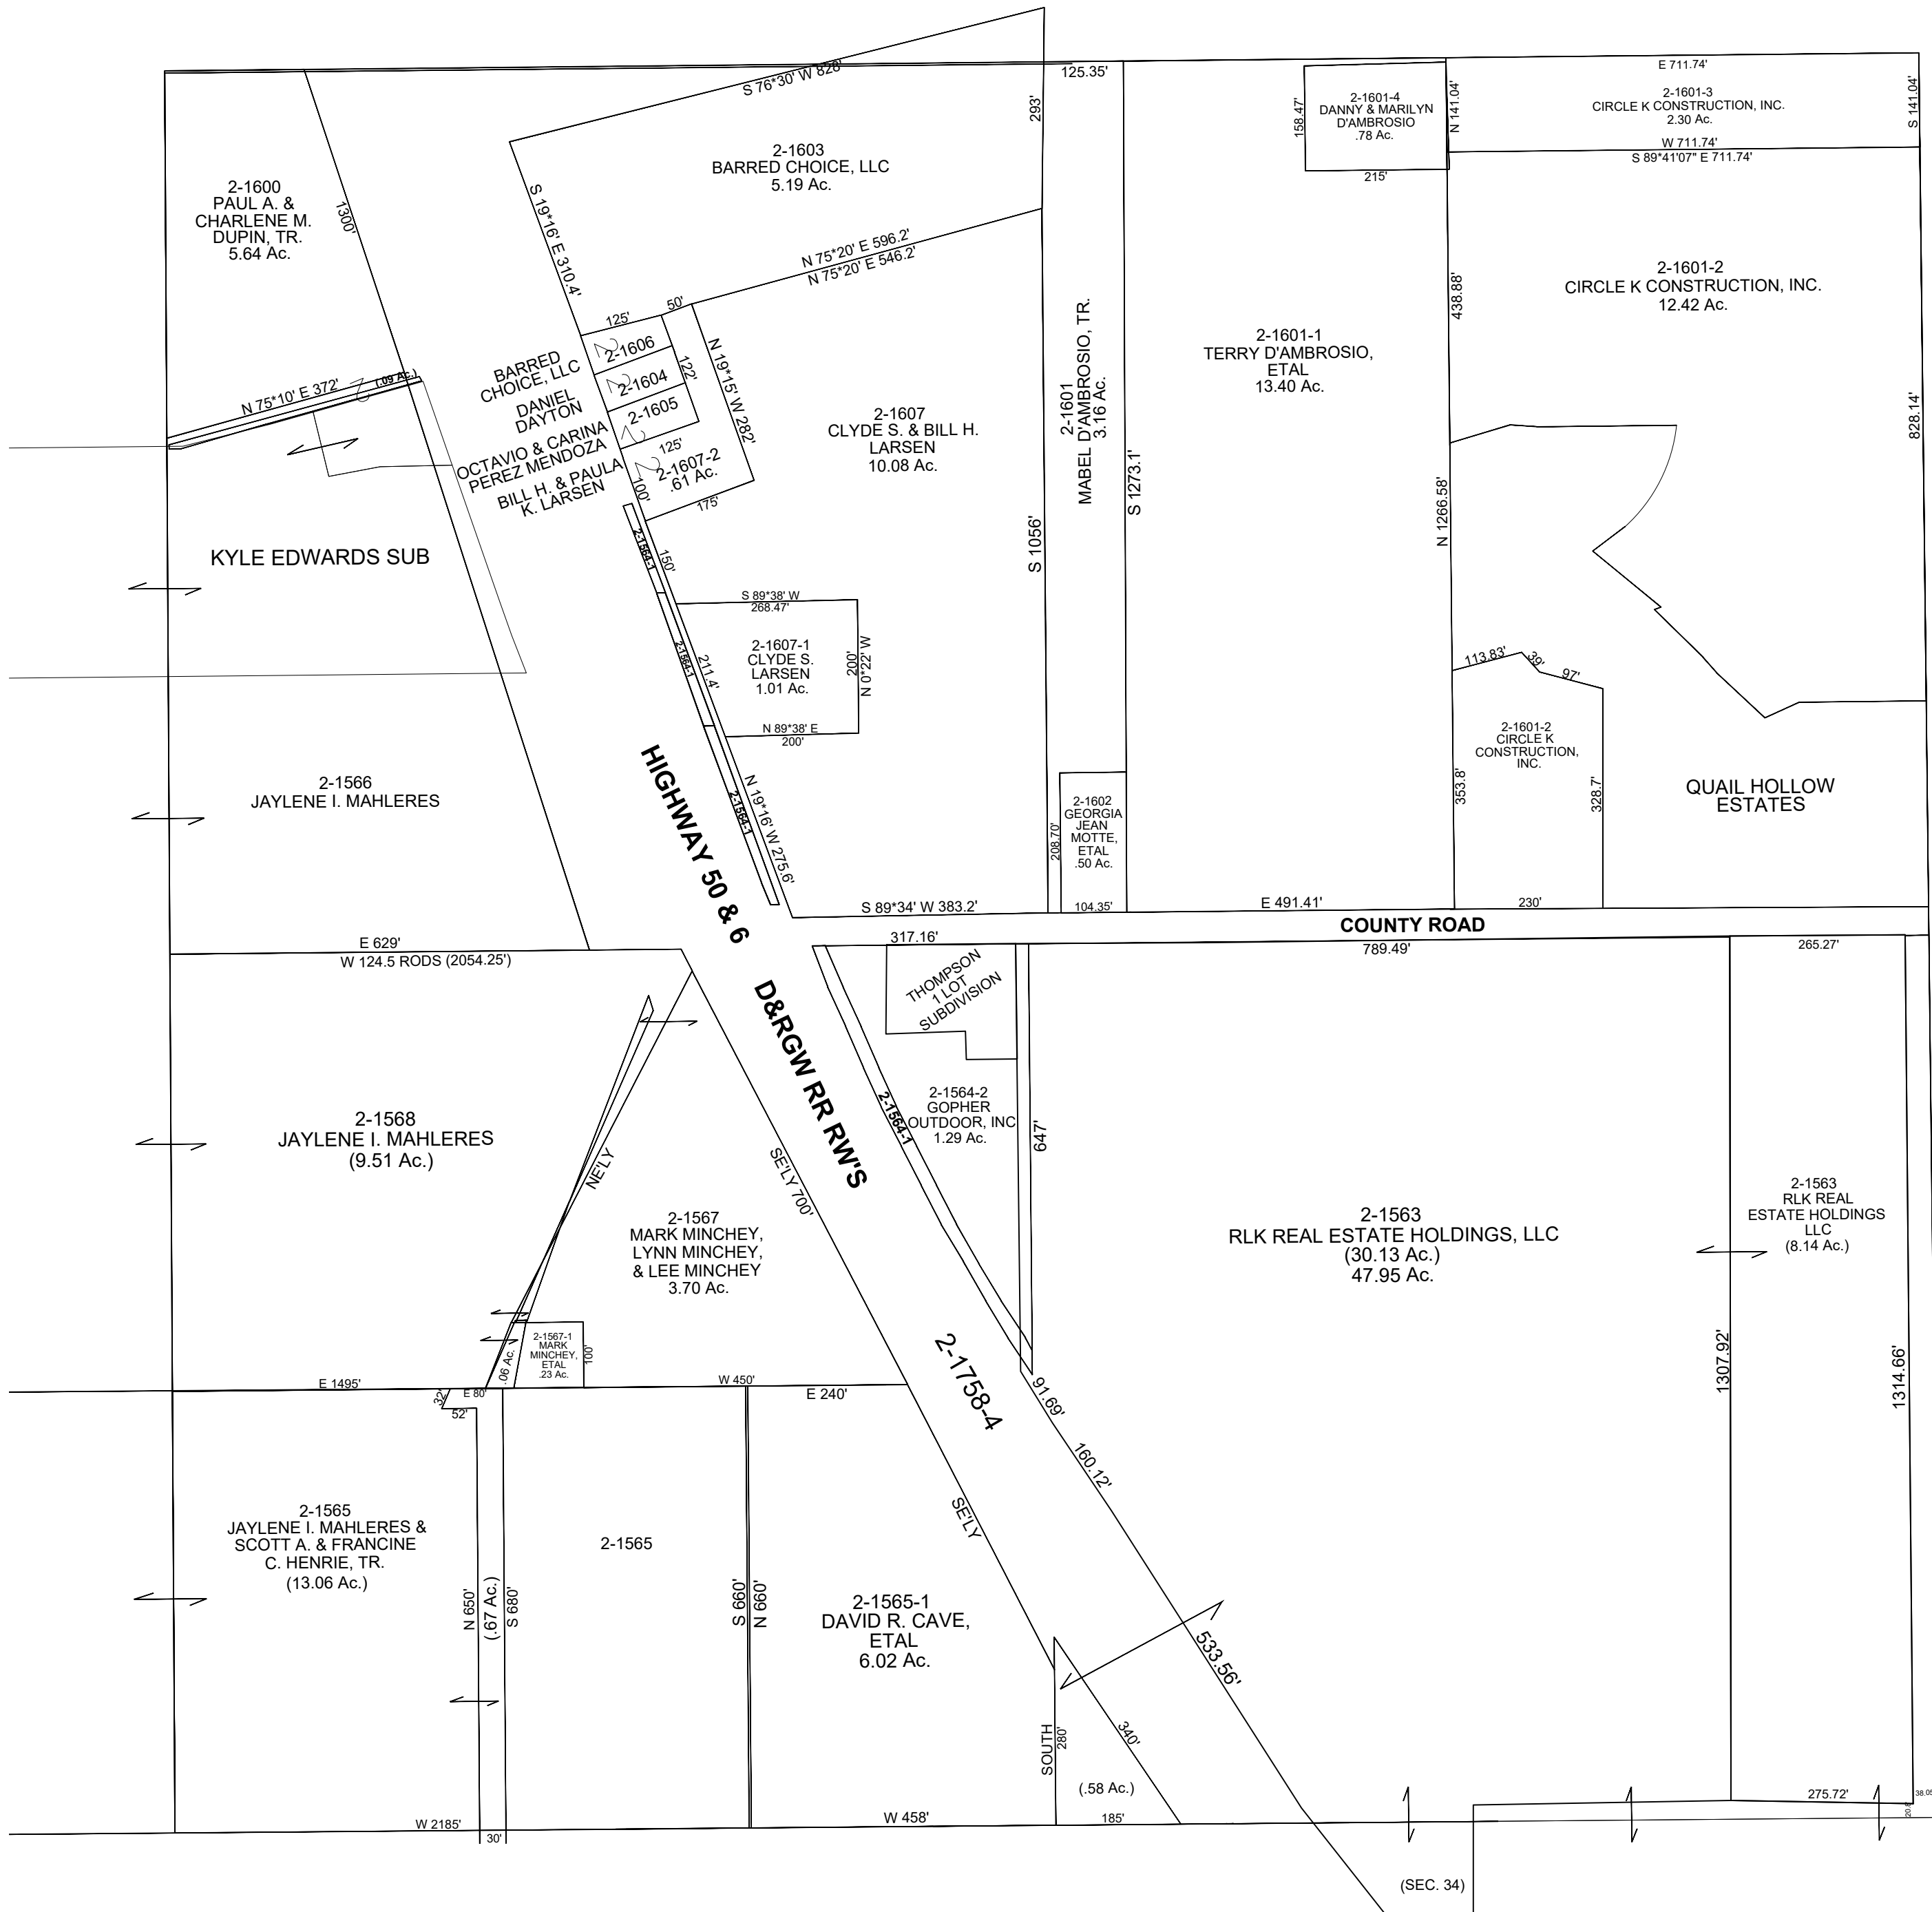 S 76*30' W 828'
125.35'
293'
E 711.74'
2-1601-3
CIRCLE K CONSTRUCTION, INC.
2.30 Ac.
W 711.74'
S 89*41'07" E 711.74'
N 141.04'
S 141.04'
158.47'
2-1601-4
DANNY & MARILYN
D'AMBROSIO
.78 Ac.
215'
2-1600
PAUL A. &
CHARLENE M.
DUPIN, TR.
5.64 Ac.
1300'
2-1603
BARRED CHOICE, LLC
5.19 Ac.
S 19*16' E 310.4'
N 75*20' E 596.2'
N 75*20' E 546.2'
2-1601-2
CIRCLE K CONSTRUCTION, INC.
12.42 Ac.
438.88'
828.14'
2-1601
MABEL D'AMBROSIO, TR.
3.16 Ac.
2-1601-1
TERRY D'AMBROSIO,
ETAL
13.40 Ac.
S 1273.1'
N 1266.58'
S 1056'
125'
50'
2-1606
2-1604
2-1605
122'
N 19*15' W 282'
125'
2-1607-2
.61 Ac.
100'
175'
BARRED
CHOICE, LLC
DANIEL
DAYTON
OCTAVIO & CARINA
PEREZ MENDOZA
BILL H. & PAULA
K. LARSEN
N 75*10' E 372'
(.09 Ac.)
2-1607
CLYDE S. & BILL H.
LARSEN
10.08 Ac.
KYLE EDWARDS SUB
2-1564-1
150'
S 89*38' W
268.47'
2-1607-1
CLYDE S.
LARSEN
1.01 Ac.
200'
N 0*22' W
2-1564-1
211.4'
N 89*38' E
200'
113.83'
39'
97'
2-1601-2
CIRCLE K
CONSTRUCTION,
INC.
353.8'
328.7'
QUAIL HOLLOW
ESTATES
2-1566
JAYLENE I. MAHLERES
HIGHWAY 50 & 6
2-1564-1
N 19*16' W 275.6'
2-1602
GEORGIA
JEAN
MOTTE,
ETAL
.50 Ac.
208.70'
104.35'
S 89*34' W 383.2'
E 491.41'
230'
COUNTY ROAD
E 629'
W 124.5 RODS (2054.25')
317.16'
789.49'
265.27'
THOMPSON
1 LOT
SUBDIVISION
D&RGW RR RW'S
2-1564-1
2-1564-2
GOPHER
OUTDOOR, INC
1.29 Ac.
647'
2-1568
JAYLENE I. MAHLERES
(9.51 Ac.)
NE'LY
SE'LY 700'
2-1567
MARK MINCHEY,
LYNN MINCHEY,
& LEE MINCHEY
3.70 Ac.
2-1563
RLK REAL ESTATE HOLDINGS, LLC
(30.13 Ac.)
47.95 Ac.
2-1563
RLK REAL
ESTATE HOLDINGS
LLC
(8.14 Ac.)
1307.92'
1314.66'
2-1567-1
MARK
MINCHEY,
ETAL
.23 Ac.
100'
.06 Ac.
E 1495'
32'
E 80'
52'
W 450'
E 240'
2-1758-4
91.69'
160.12'
2-1565
JAYLENE I. MAHLERES &
SCOTT A. & FRANCINE
C. HENRIE, TR.
(13.06 Ac.)
N 650'
(.67 Ac.)
S 680'
2-1565
S 660'
N 660'
SE'LY
2-1565-1
DAVID R. CAVE,
ETAL
6.02 Ac.
533.56'
SOUTH
280'
340'
(.58 Ac.)
185'
W 458'
W 2185'
30'
275.72'
38.05
(SEC. 34)